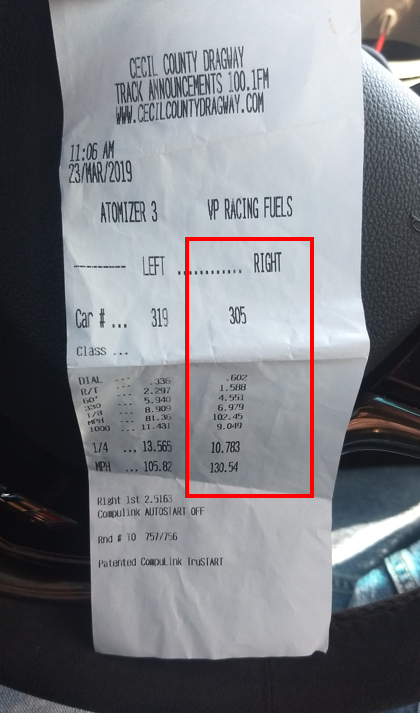 CECIL COUNTY DRAGWAY
TRACK ANNOUNCEMENTS 100.1FM
WWW.CECILCOUNTYDRAGWAY.COM
11:06 AM
23/MAR/2019
ATOMIZER 3 VP RACING FUELS
--------- LEFT ............ RIGHT
Car # ... 319 305
Class ...
DIAL ---
R/T --- .336 .602
60' --- 2.297 1.588
330 --- 5.940 4.551
1/8 --- 8.909 6.979
MPH --- 81.36 102.45
1000 --- 11.431 9.049
1/4 ... 13.565 10.783
MPH ... 105.82 130.54
Right 1st 2.5163
Compulink AUTOSTART OFF
Rnd # TO 757/756
Patented CompuLink TruSTART